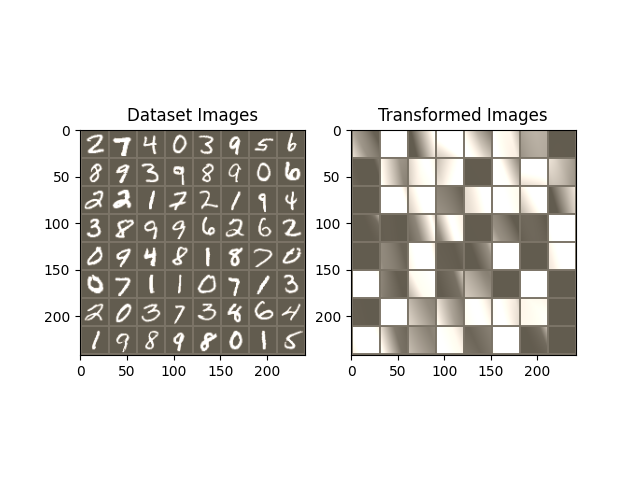 Dataset Images
Transformed Images
0
50
100
150
200
0 50 100 150 200
2 7 4 0 3 9 5 6
8 9 3 9 8 9 0 6
2 2 1 7 2 1 9 4
3 8 9 9 6 2 6 2
0 9 4 8 1 8 7 0
0 7 1 1 0 7 1 3
2 0 3 7 3 8 6 4
1 9 8 9 8 0 1 5
0
50
100
150
200
0 50 100 150 200